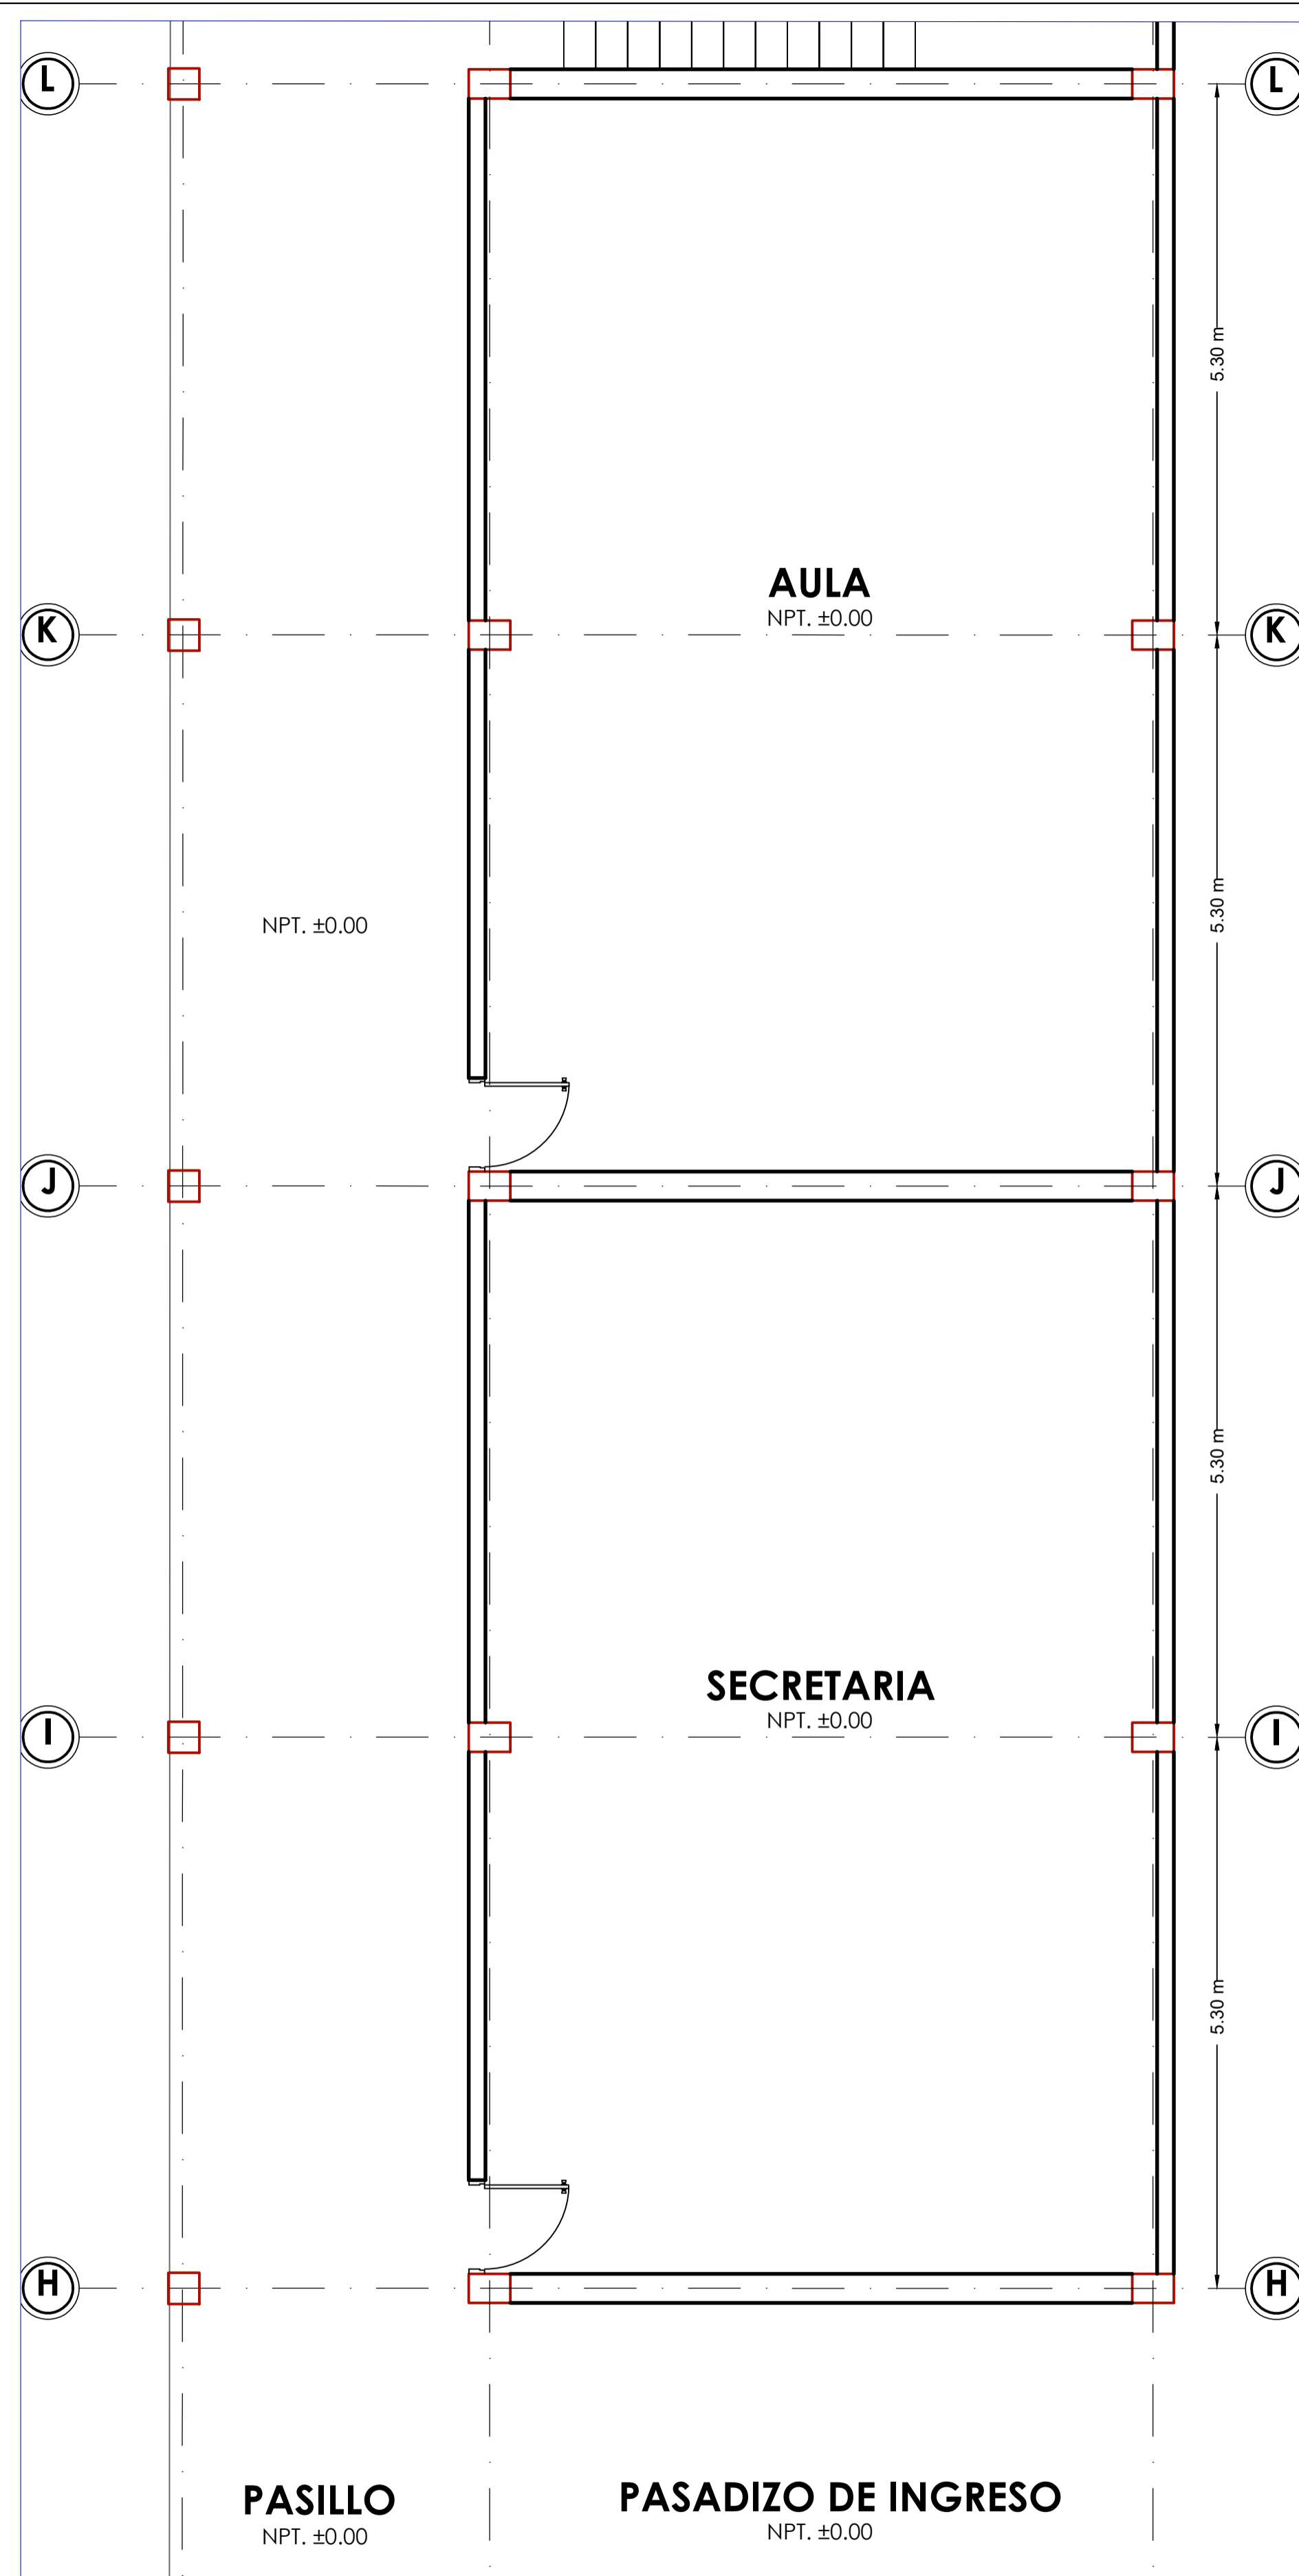 L
L
5.30 m
AULA
NPT. ±0.00
K
K
5.30 m
NPT. ±0.00
J
J
5.30 m
SECRETARIA
NPT. ±0.00
I
I
5.30 m
H
H
PASILLO
NPT. ±0.00
PASADIZO DE INGRESO
NPT. ±0.00